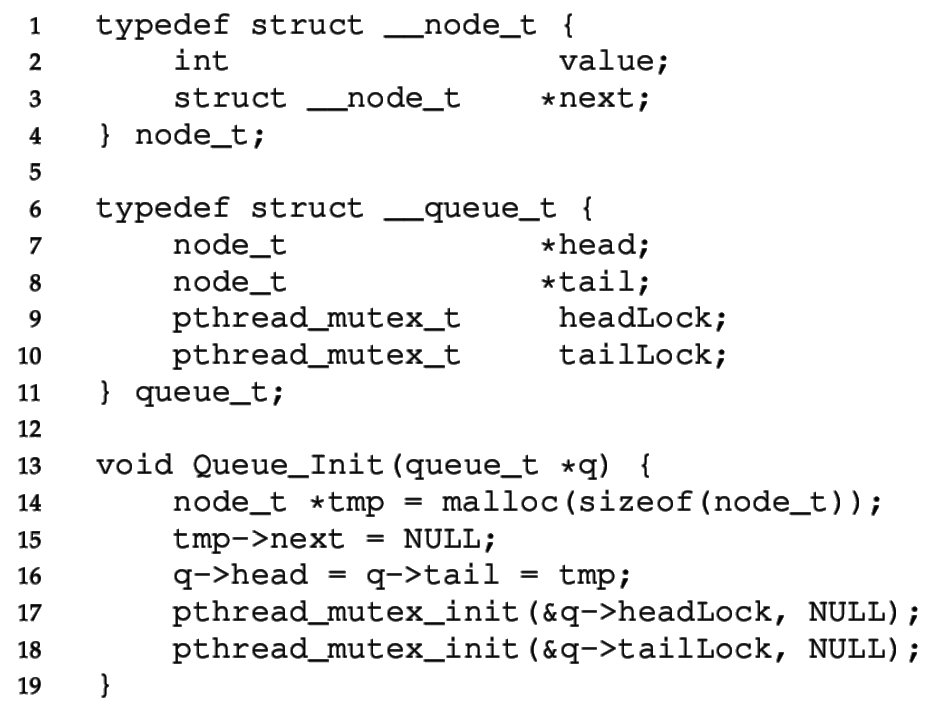 1 typedef struct __node_t {
2 int value;
3 struct __node_t *next;
4 } node_t;
5
6 typedef struct __queue_t {
7 node_t *head;
8 node_t *tail;
9 pthread_mutex_t headLock;
10 pthread_mutex_t tailLock;
11 } queue_t;
12
13 void Queue_Init(queue_t *q) {
14 node_t *tmp = malloc(sizeof(node_t));
15 tmp->next = NULL;
16 q->head = q->tail = tmp;
17 pthread_mutex_init(&q->headLock, NULL);
18 pthread_mutex_init(&q->tailLock, NULL);
19 }